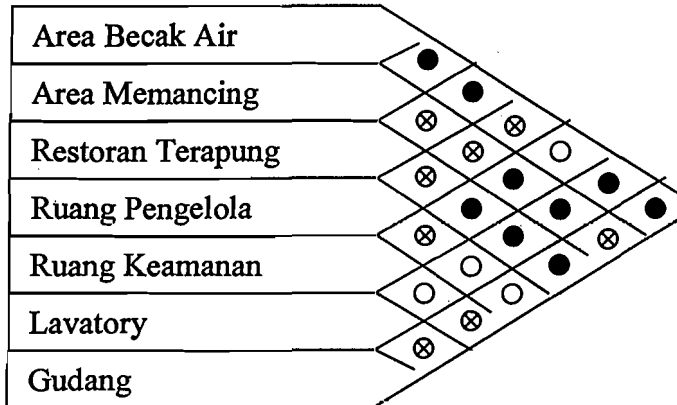 Area Becak Air
Area Memancing
Restoran Terapung
Ruang Pengelola
Ruang Keamanan
Lavatory
Gudang